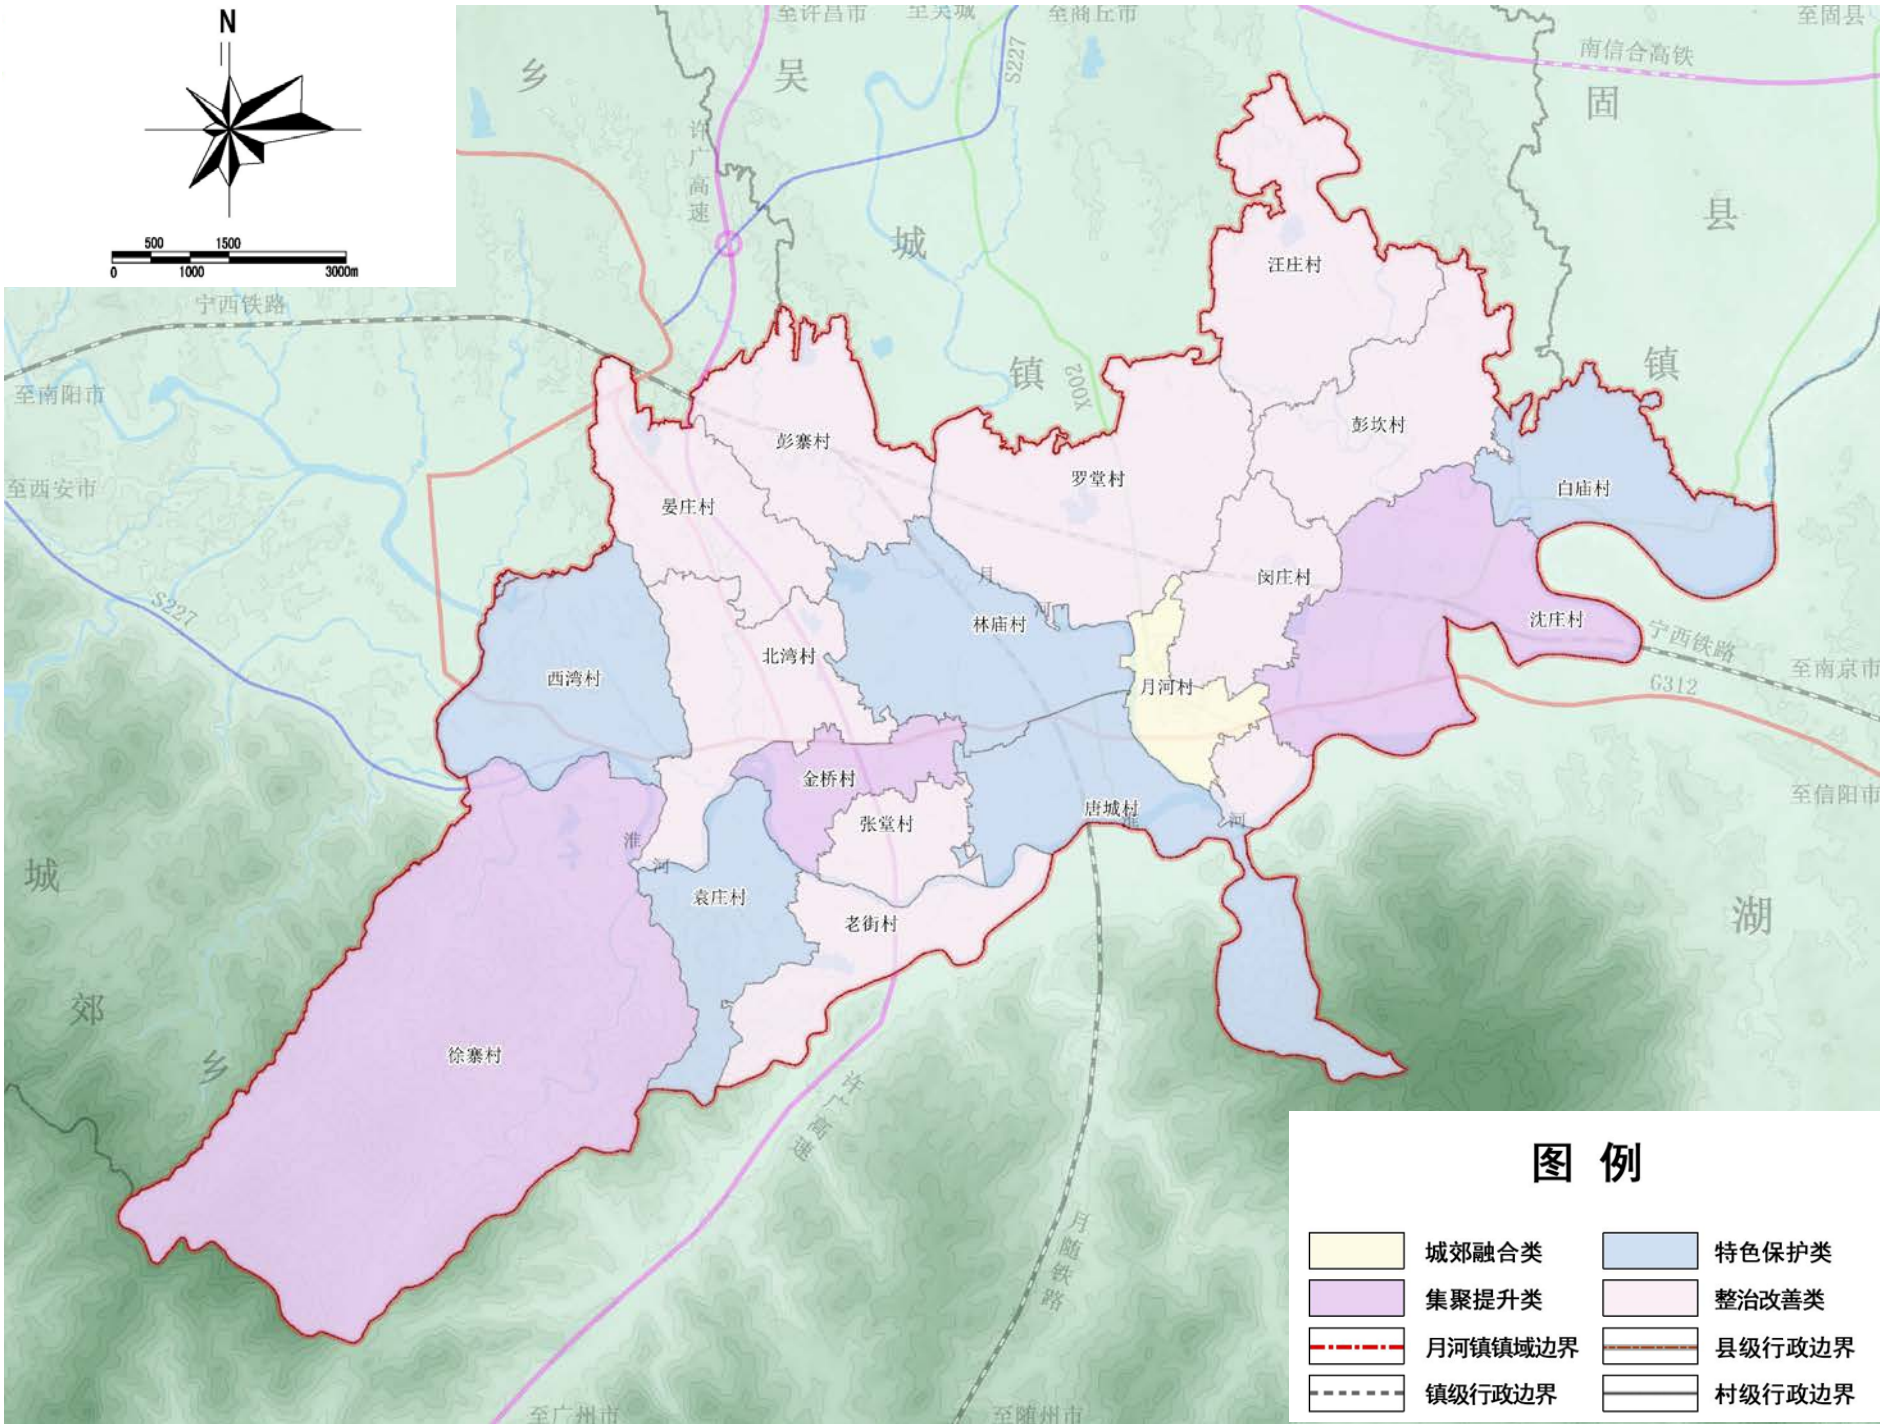 N
500 1500
0 1000 3000m
至许昌市
至吴城
至商丘市
至固县
乡
吴
S227
南信合高铁
固
许广高速
县
城
汪庄村
宁西铁路
镇
X002
镇
至南阳市
彭寨村
彭坎村
罗堂村
至西安市
晏庄村
白庙村
月
河
闵庄村
S227
林庙村
沈庄村
宁西铁路
北湾村
至南京市
西湾村
月河村
G312
金桥村
至信阳市
唐城村
张堂村
淮
河
淮
河
城
袁庄村
老街村
湖
郊
乡
徐寨村
许广高速
月随铁路
至广州市
至随州市
图 例
城郊融合类 特色保护类
集聚提升类 整治改善类
月河镇镇域边界 县级行政边界
镇级行政边界 村级行政边界